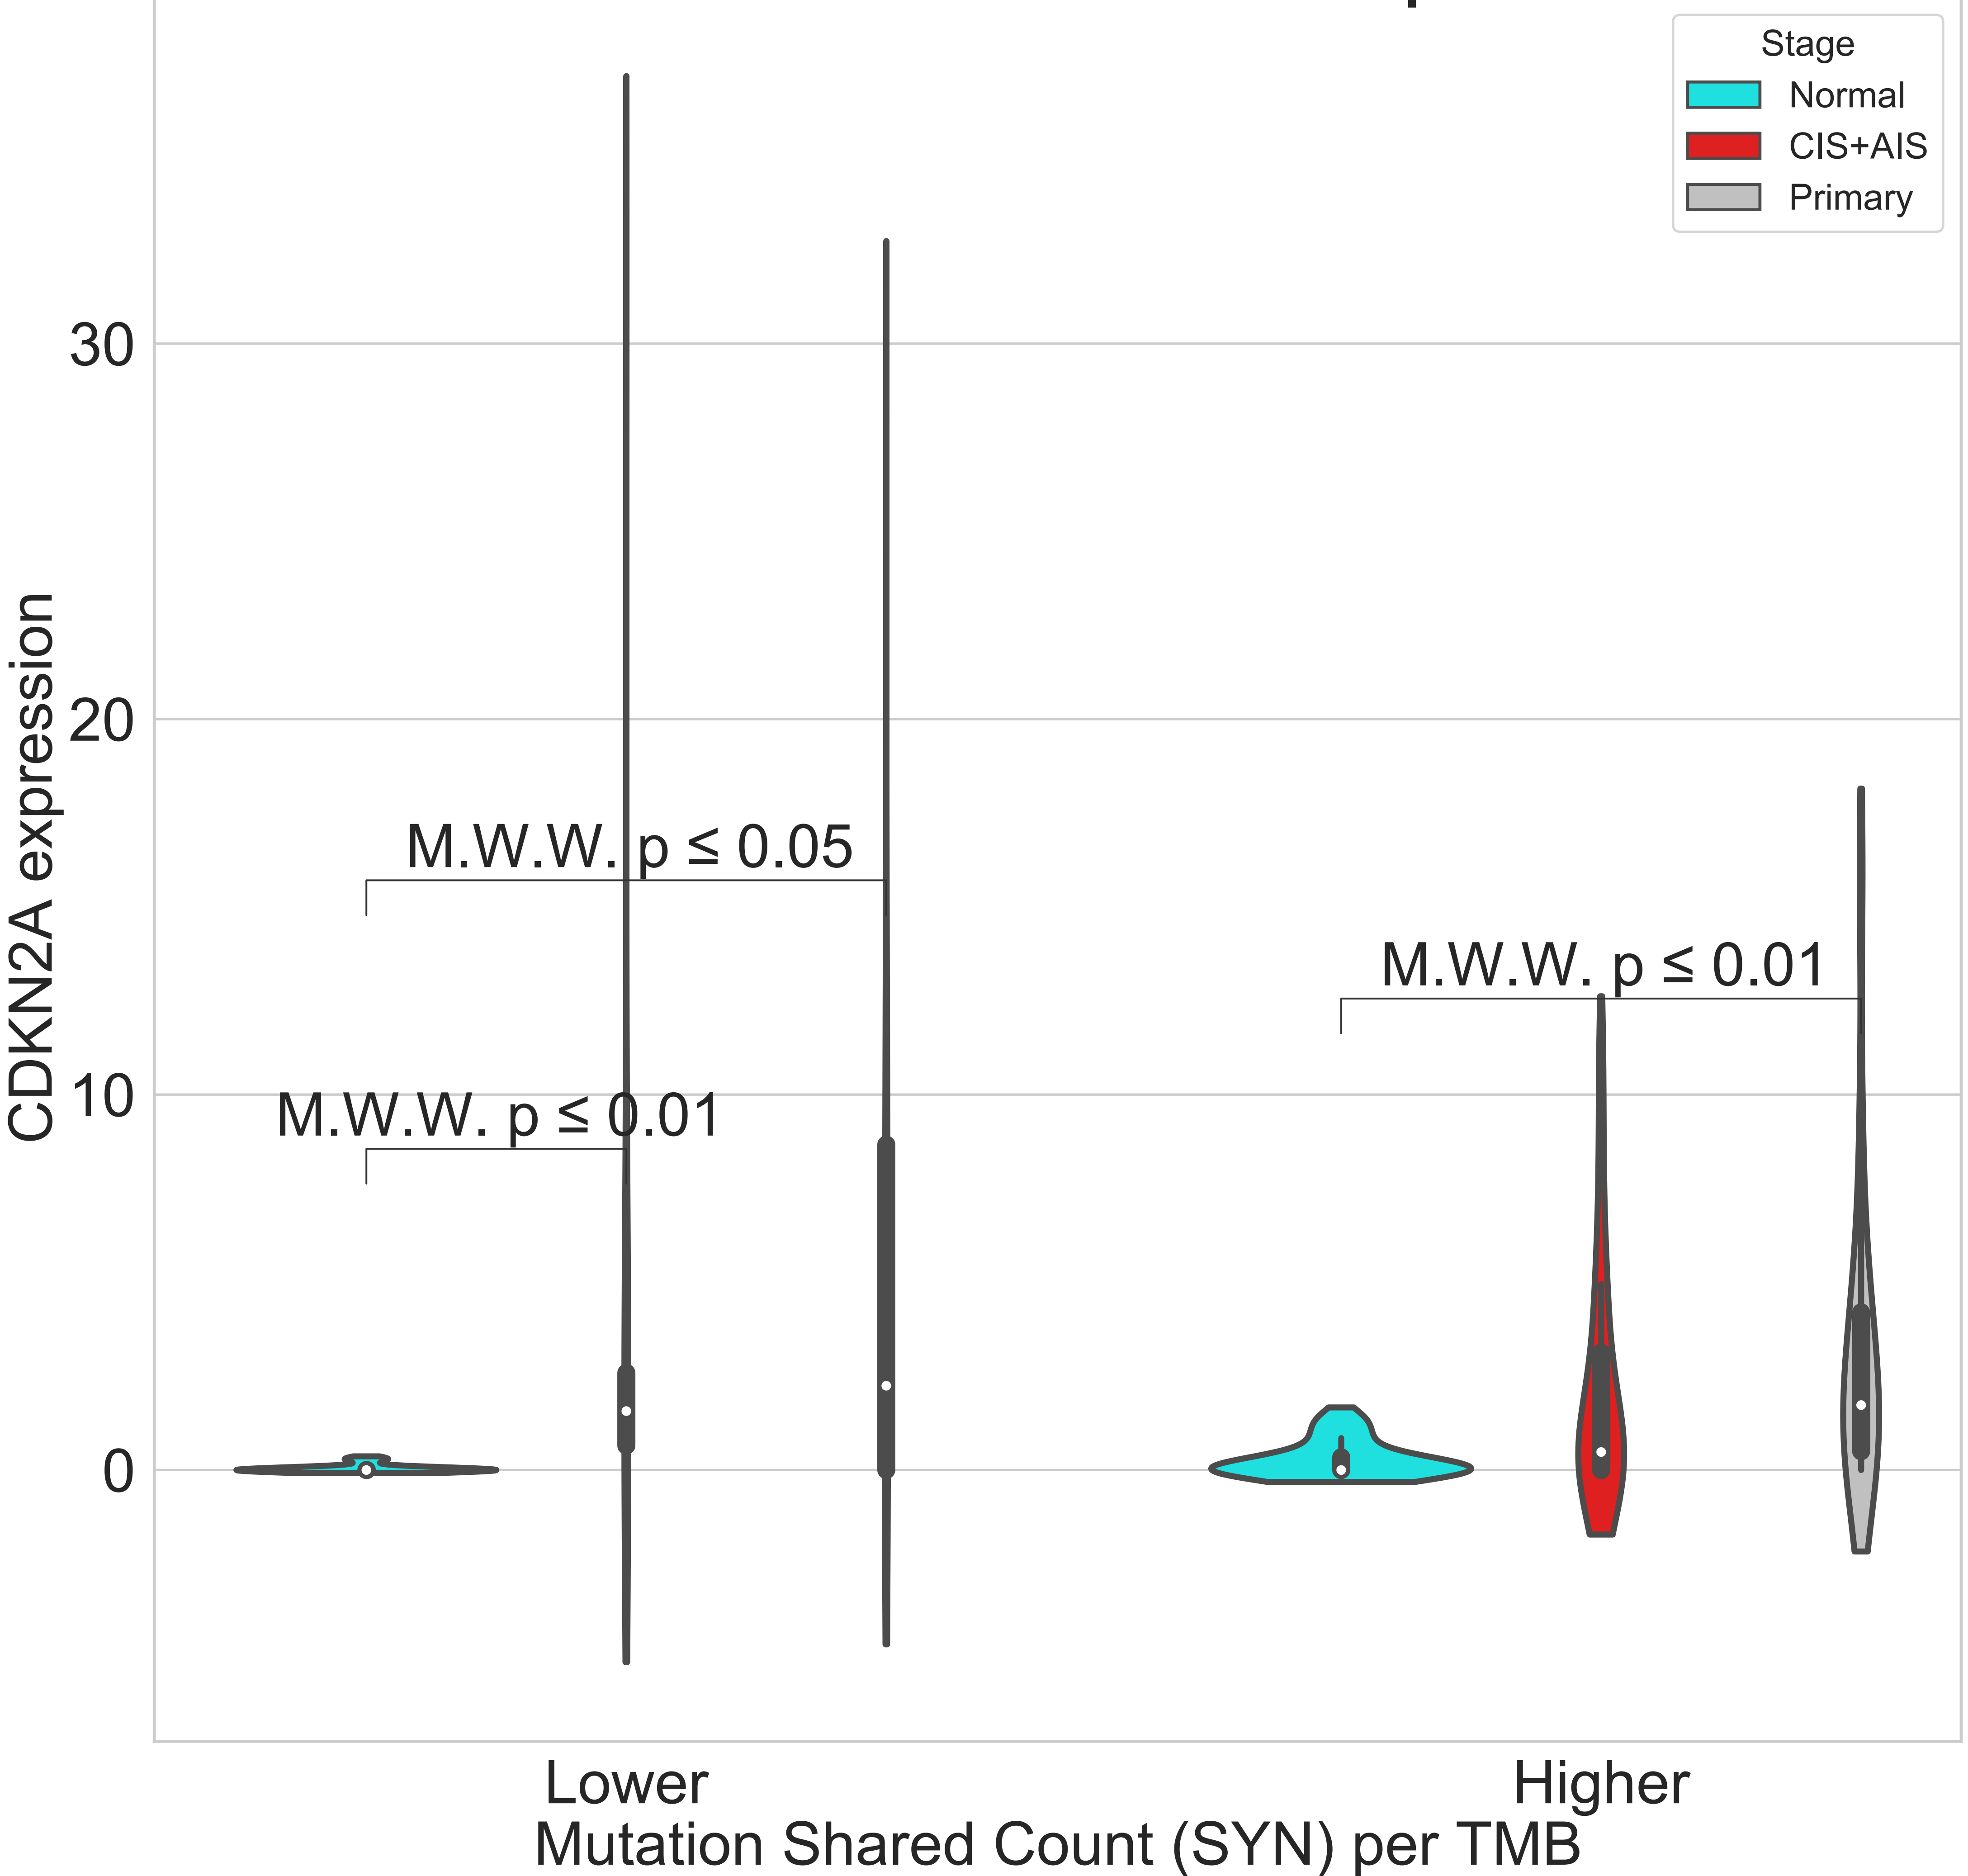 Stage
Normal
CIS+AIS
Primary
30
20
10
0
CDKN2A expression
M.W.W. p ≤ 0.05
M.W.W. p ≤ 0.01
M.W.W. p ≤ 0.01
Lower
Higher
Mutation Shared Count (SYN) per TMB